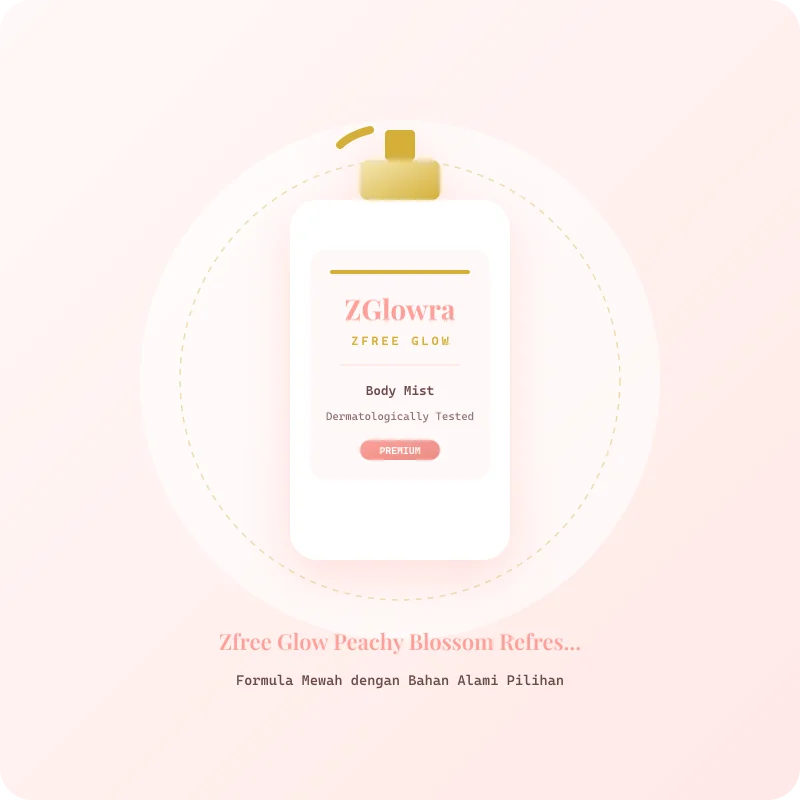 ZGlowra
ZFREE GLOW
Body Mist
Dermatologically Tested
PREMIUM
Zfree Glow Peachy Blossom Refres...
Formula Mewah dengan Bahan Alami Pilihan